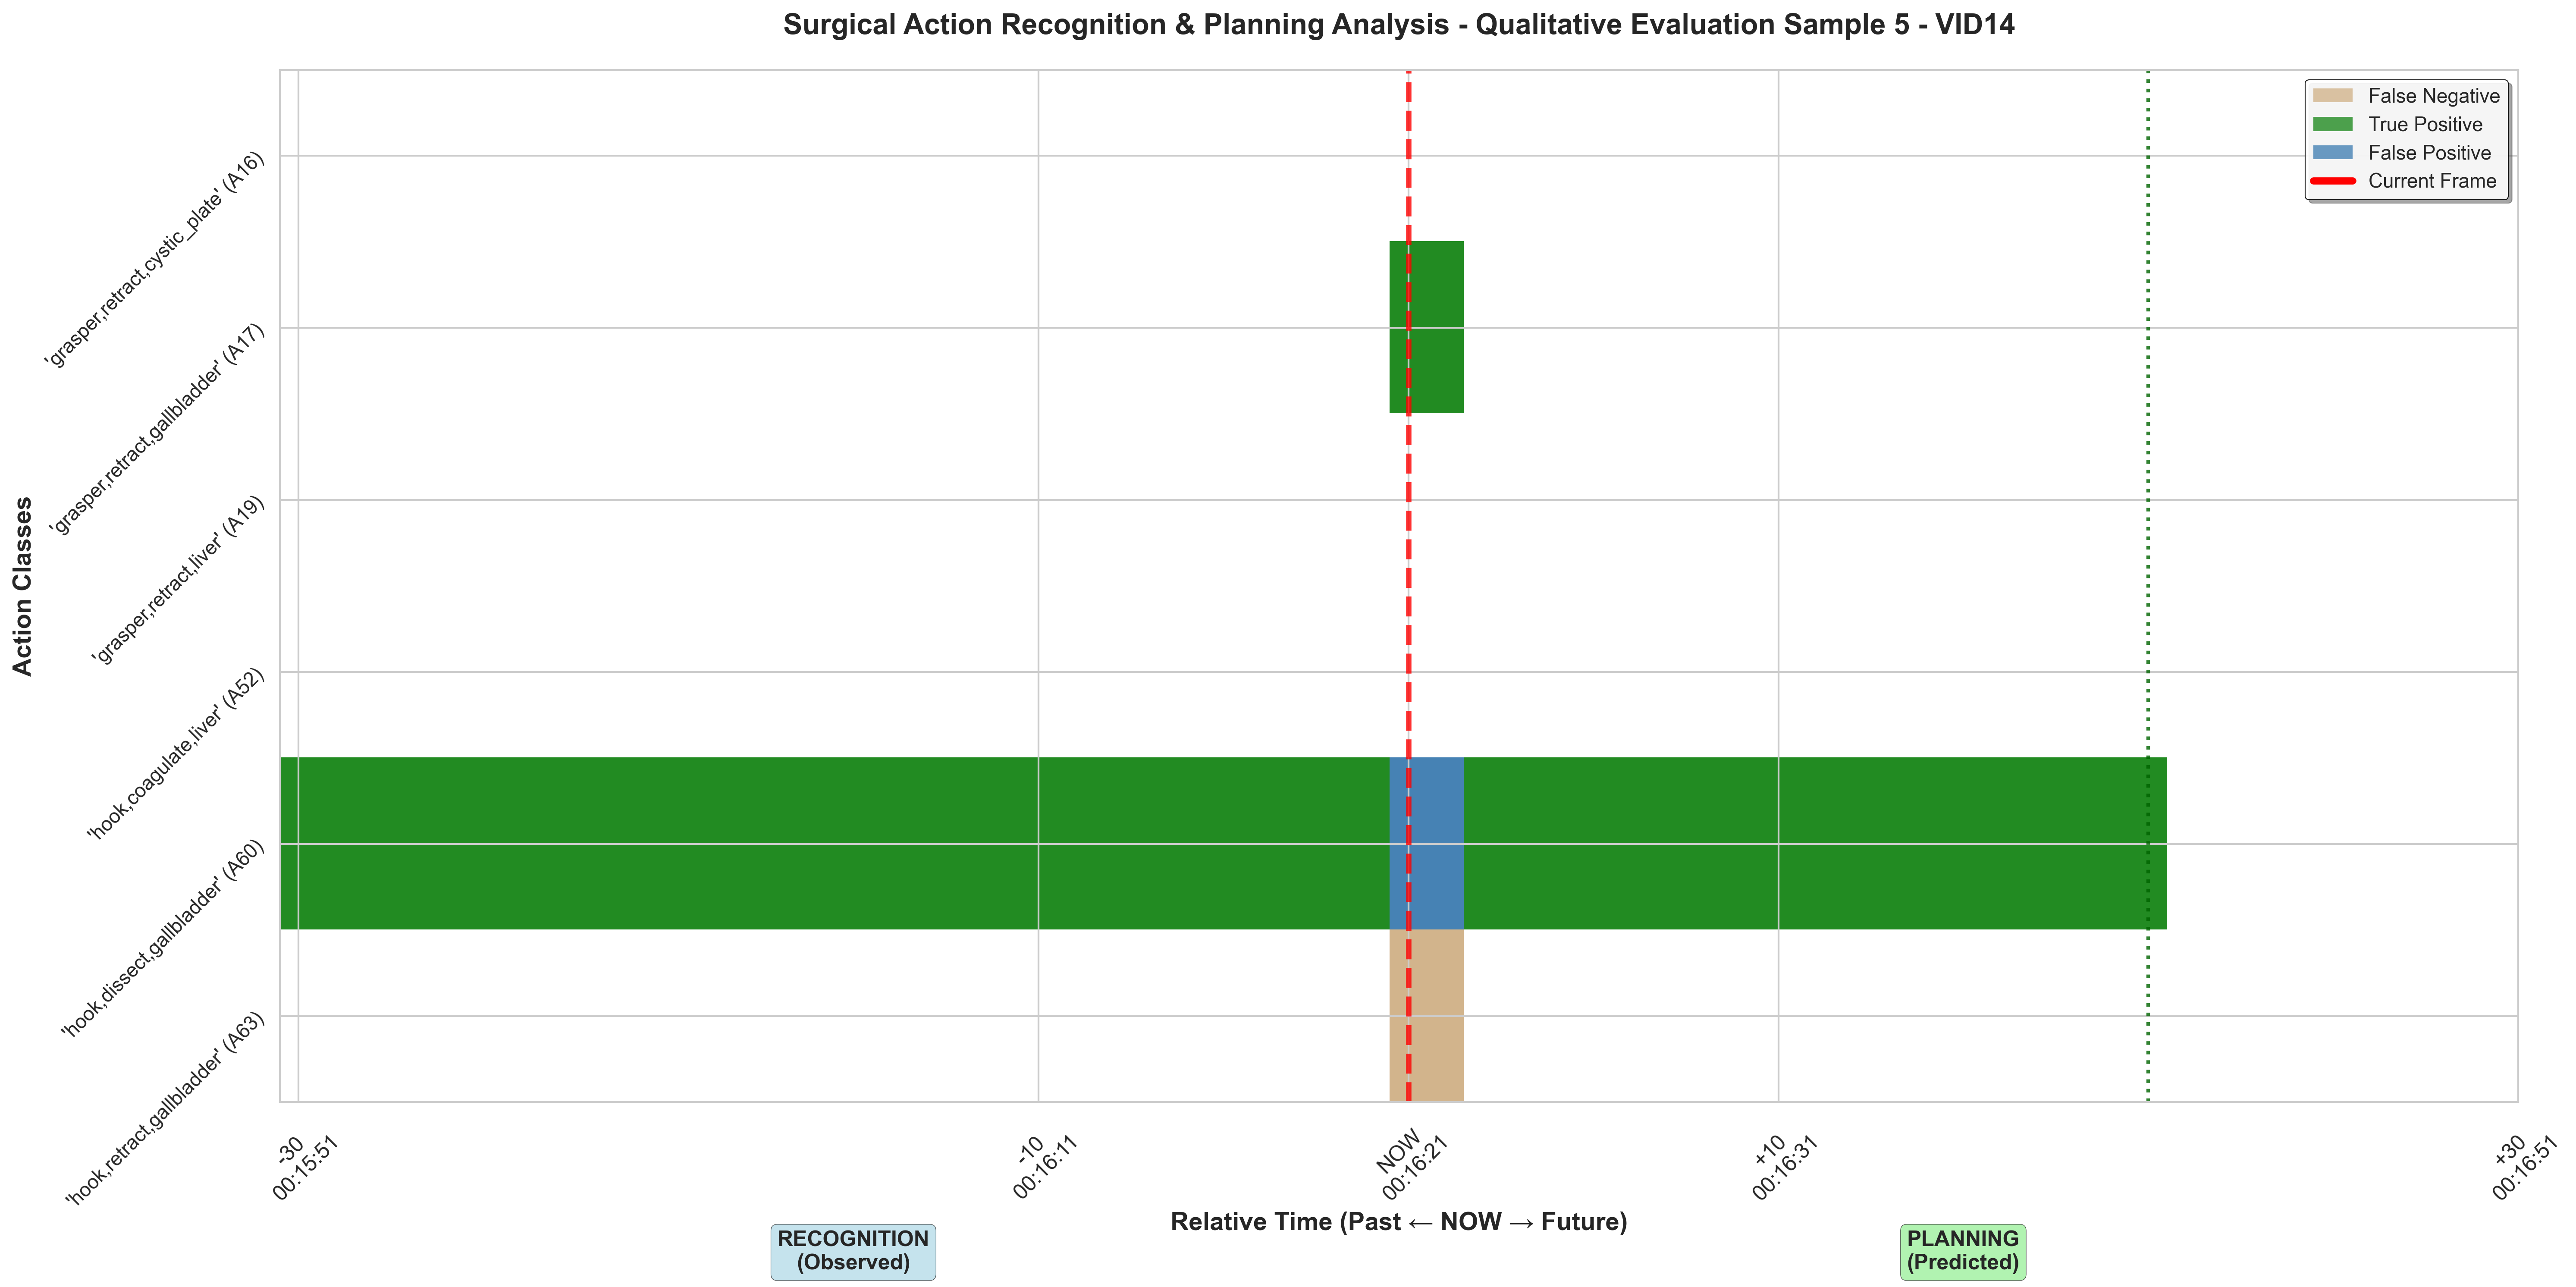 Surgical Action Recognition & Planning Analysis - Qualitative Evaluation Sample 5 - VID14
False Negative
True Positive
False Positive
Current Frame
Action Classes
'grasper,retract,cystic_plate' (A16)
'grasper,retract,gallbladder' (A17)
'grasper,retract,liver' (A19)
'hook,coagulate,liver' (A52)
'hook,dissect,gallbladder' (A60)
'hook,retract,gallbladder' (A63)
-30
00:15:51
-10
00:16:11
NOW
00:16:21
+10
00:16:31
+30
00:16:51
Relative Time (Past ← NOW → Future)
RECOGNITION
(Observed)
PLANNING
(Predicted)